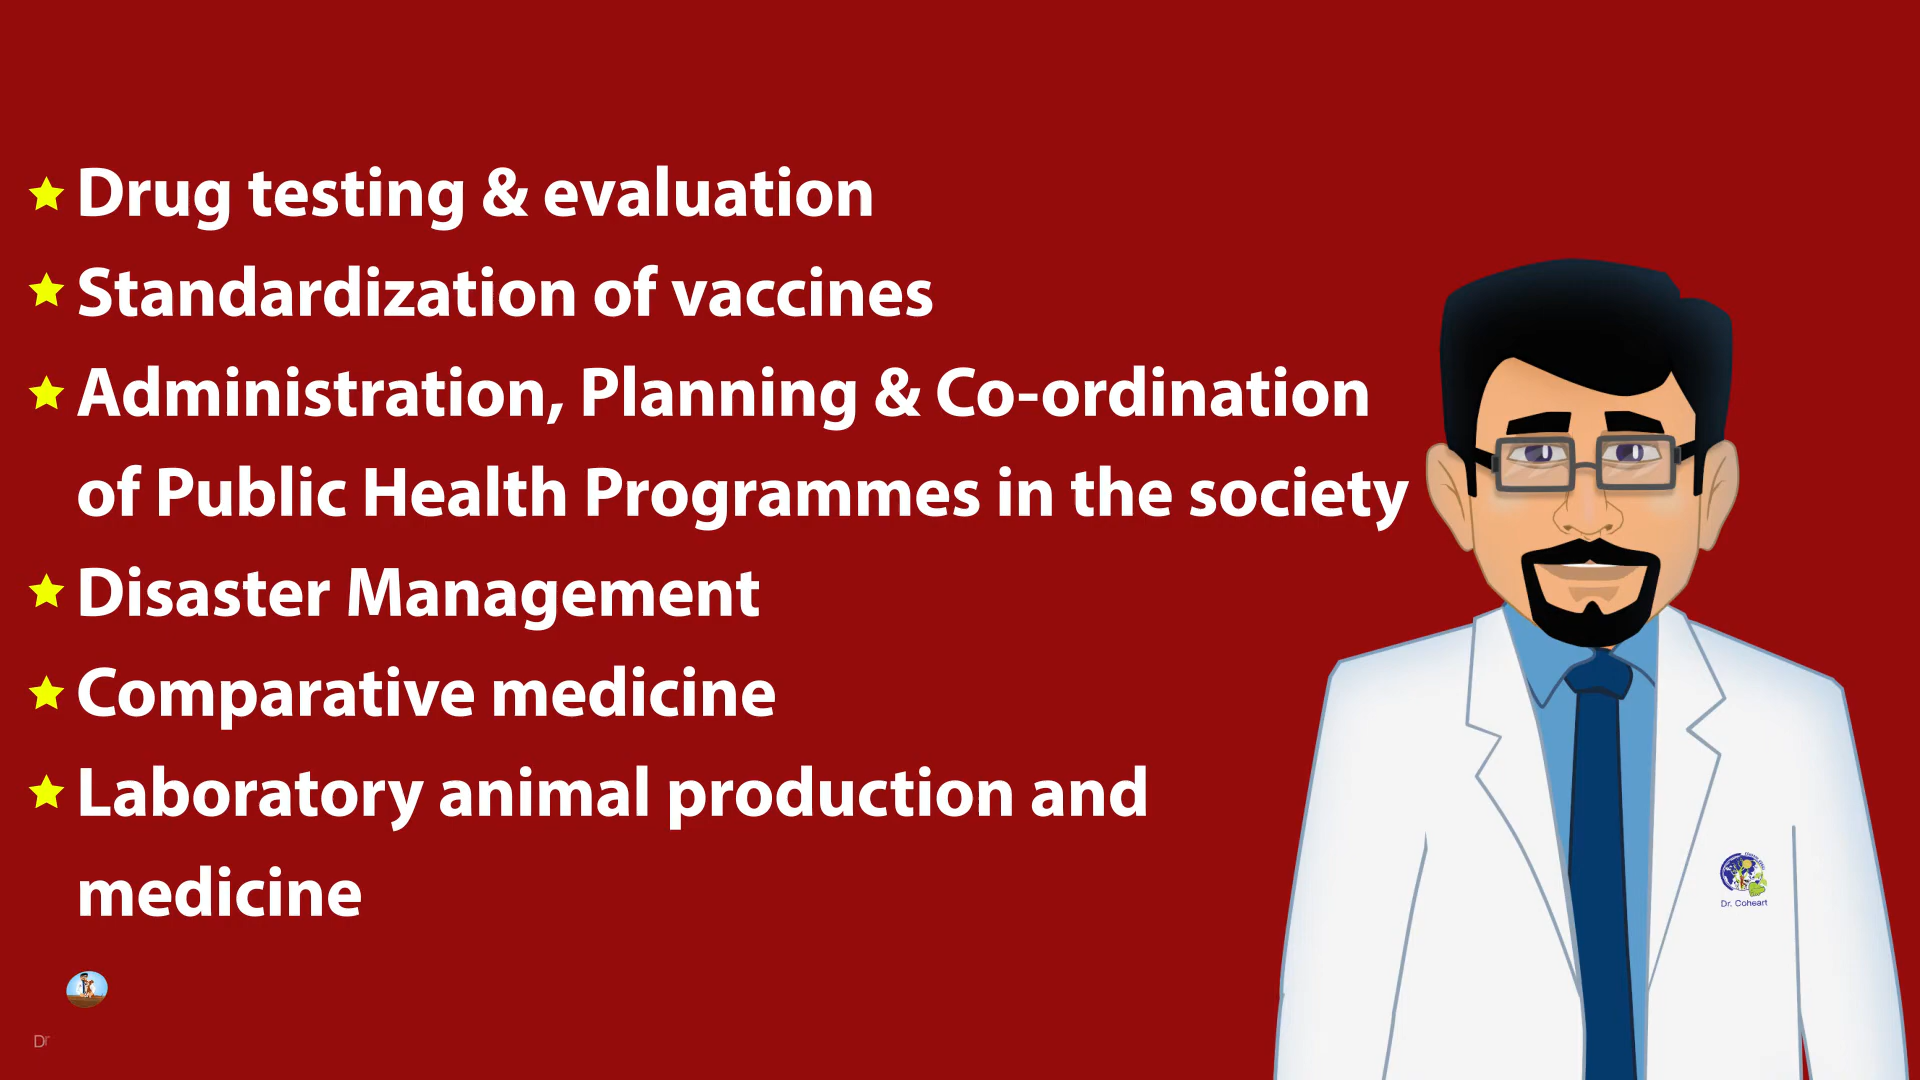 Drug testing & evaluation
Standardization of vaccines
Administration, Planning & Co-ordination
of Public Health Programmes in the society
Disaster Management
Comparative medicine
Laboratory animal production and
medicine
Dr. Coheart
Dr